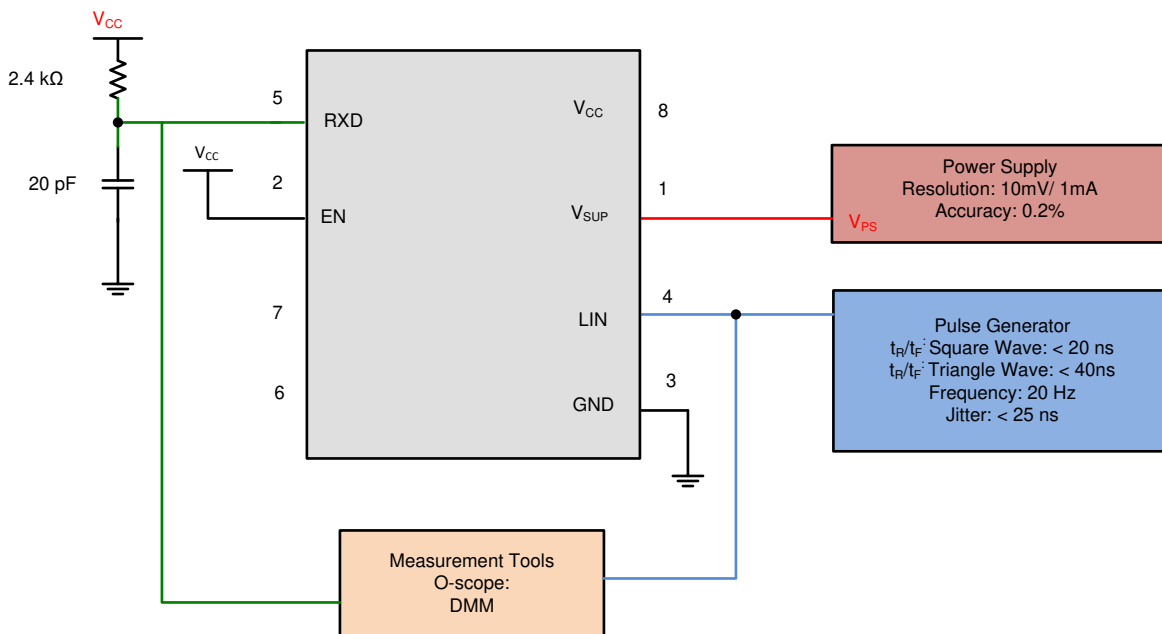 VCC
2.4 kΩ
20 pF
5
RXD
VCC
2
EN
7
6
VCC
8
1
VSUP
4
LIN
3
GND
Power Supply
Resolution: 10mV/ 1mA
Accuracy: 0.2%
VPS
Pulse Generator
tR/tF: Square Wave: < 20 ns
tR/tF: Triangle Wave: < 40ns
Frequency: 20 Hz
Jitter: < 25 ns
Measurement Tools
O-scope:
DMM